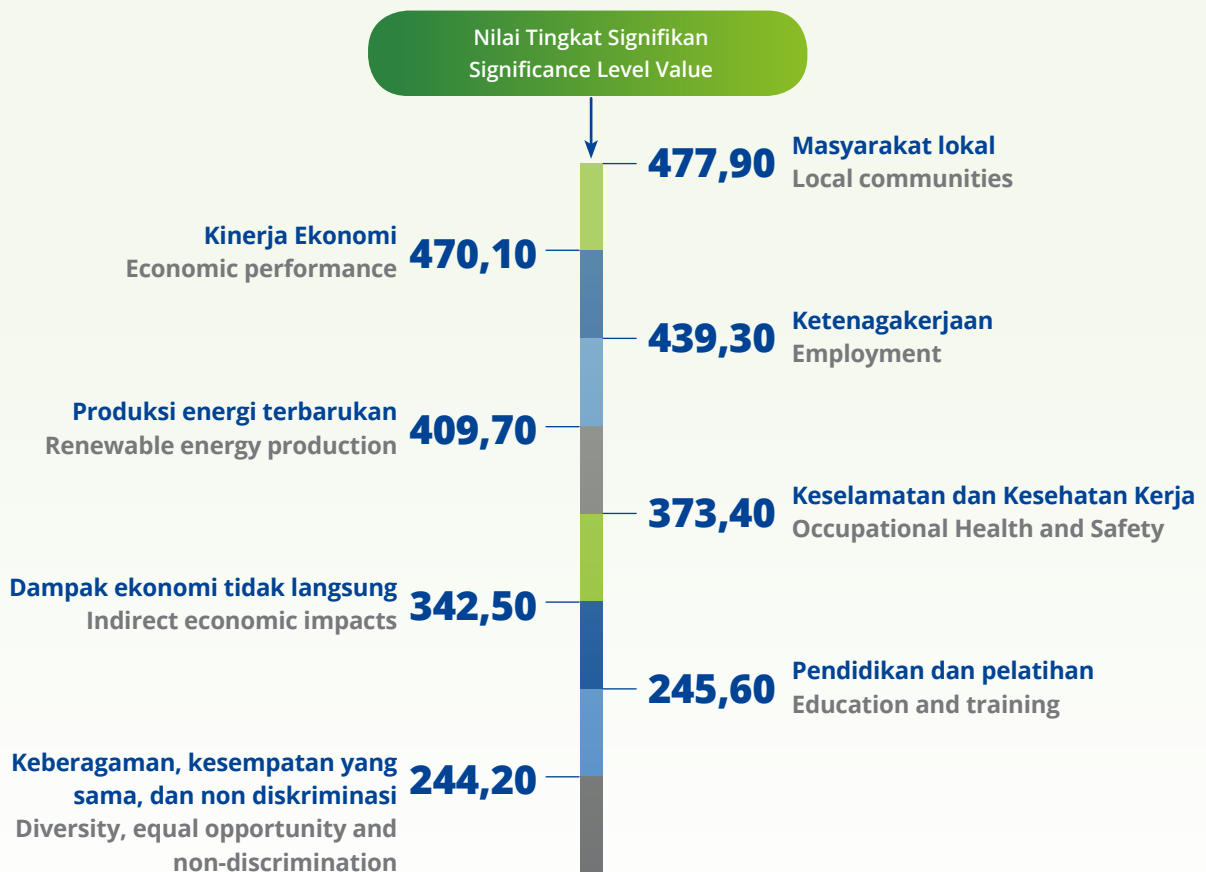 Nilai Tingkat Signifikan
Significance Level Value
477,90
Masyarakat lokal
Local communities
Kinerja Ekonomi
Economic performance
470,10
439,30
Ketenagakerjaan
Employment
Produksi energi terbarukan
Renewable energy production
409,70
373,40
Keselamatan dan Kesehatan Kerja
Occupational Health and Safety
Dampak ekonomi tidak langsung
Indirect economic impacts
342,50
245,60
Pendidikan dan pelatihan
Education and training
Keberagaman, kesempatan yang
sama, dan non diskriminasi
Diversity, equal opportunity and
non-discrimination
244,20